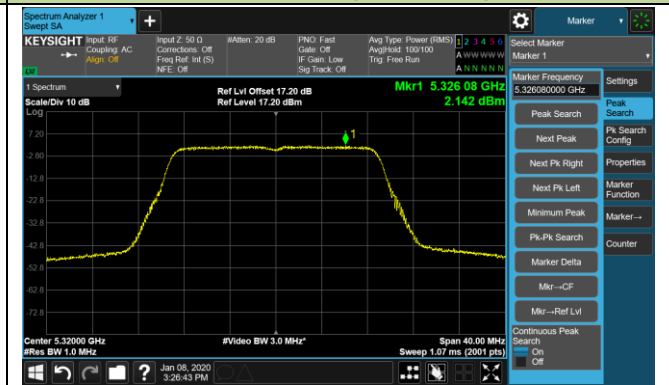 Spectrum Analyzer 1
Swept SA
Marker
KEYSIGHT
Input: RF
Coupling: AC
Align: Off
Input Z: 50 Ω
Corrections: Off
Freq Ref: Int (S)
NFE: Off
#Atten: 20 dB
PNO: Fast
Gate: Off
IF Gain: Low
Sig Track: Off
Avg Type: Power (RMS)
Avg|Hold: 100/100
Trig: Free Run
1 2 3 4 5 6
A W W W W W
A N N N N N
Select Marker
Marker 1
1 Spectrum
Scale/Div 10 dB
Log
Ref Lvl Offset 17.20 dB
Ref Level 17.20 dBm
Mkr1 5.326 08 GHz
2.142 dBm
7.20
-2.80
-12.8
-22.8
-32.8
-42.8
-52.8
-62.8
-72.8
1
Center 5.32000 GHz
#Res BW 1.0 MHz
#Video BW 3.0 MHz*
Span 40.00 MHz
Sweep 1.07 ms (2001 pts)
Jan 08, 2020
3:26:43 PM
Marker Frequency
5.326080000 GHz
Peak Search
Next Peak
Next Pk Right
Next Pk Left
Minimum Peak
Pk-Pk Search
Marker Delta
Mkr→CF
Mkr→Ref Lvl
Continuous Peak
Search
On
Off
Settings
Peak
Search
Pk Search
Config
Properties
Marker
Function
Marker→
Counter